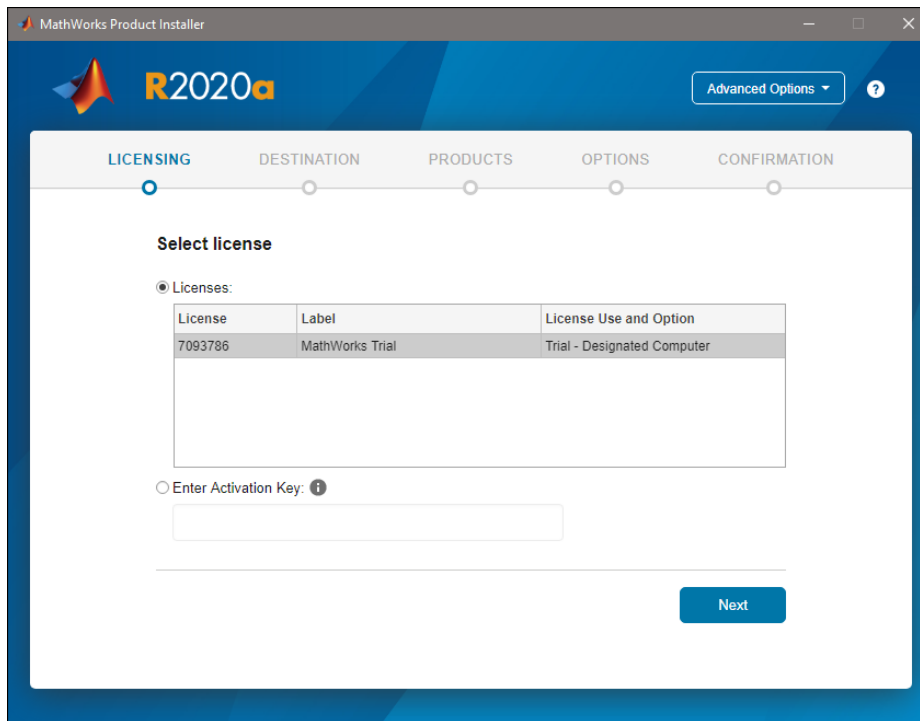 MathWorks Product Installer
R2020a
Advanced Options
?
LICENSING DESTINATION PRODUCTS OPTIONS CONFIRMATION
Select license
Licenses:
License Label License Use and Option
7093786 MathWorks Trial Trial - Designated Computer
Enter Activation Key: i
Next